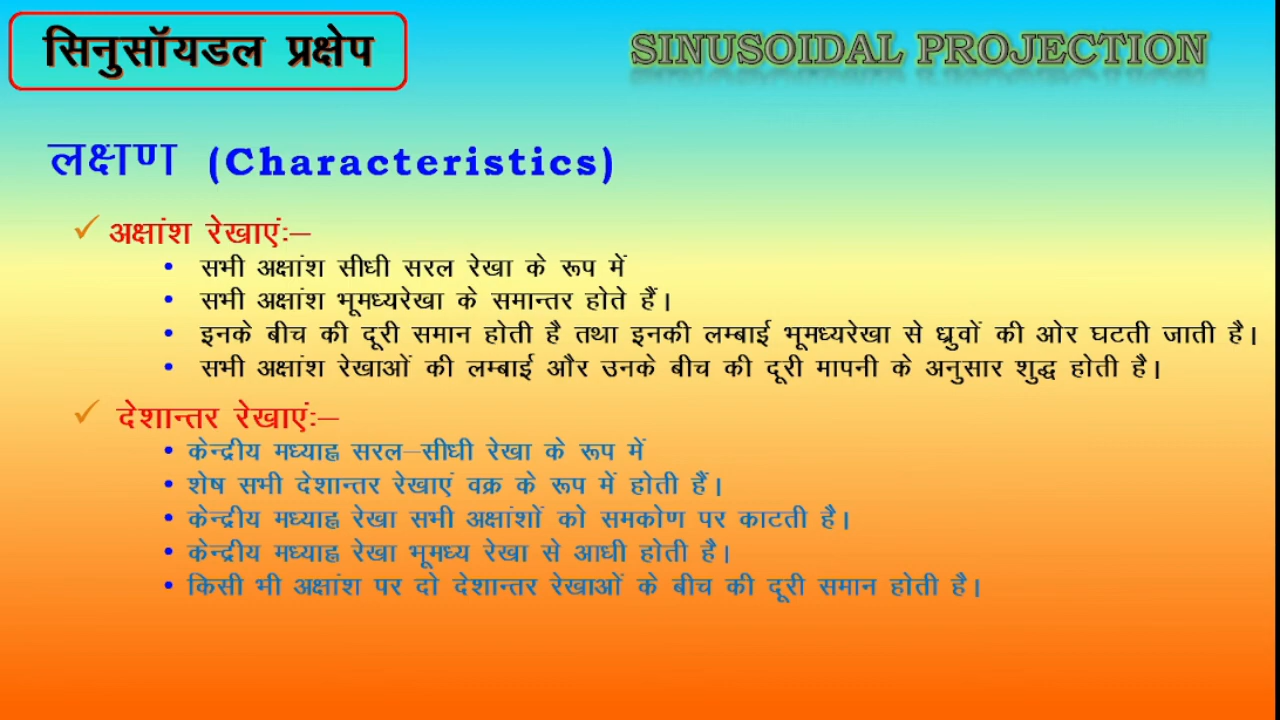 सिनुसॉयडल प्रक्षेप
SINUSOIDAL PROJECTION
लक्षण (Characteristics)
✓ अक्षांश रेखाएं:–
• सभी अक्षांश सीधी सरल रेखा के रूप में
• सभी अक्षांश भूमध्यरेखा के समान्तर होते हैं।
• इनके बीच की दूरी समान होती है तथा इनकी लम्बाई भूमध्यरेखा से ध्रुवों की ओर घटती जाती है।
• सभी अक्षांश रेखाओं की लम्बाई और उनके बीच की दूरी मापनी के अनुसार शुद्ध होती है।
✓ देशान्तर रेखाएं:–
• केन्द्रीय मध्याह्न सरल–सीधी रेखा के रूप में
• शेष सभी देशान्तर रेखाएं वक्र के रूप में होती हैं।
• केन्द्रीय मध्याह्न रेखा सभी अक्षांशों को समकोण पर काटती है।
• केन्द्रीय मध्याह्न रेखा भूमध्य रेखा से आधी होती है।
• किसी भी अक्षांश पर दो देशान्तर रेखाओं के बीच की दूरी समान होती है।